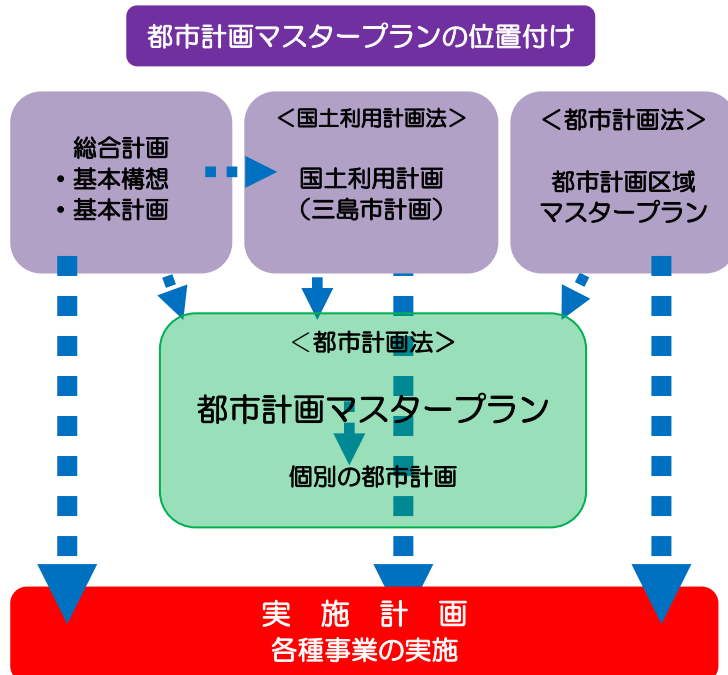 都市計画マスタープランの位置付け
総合計画
・基本構想
・基本計画
＜国土利用計画法＞
国土利用計画
（三島市計画）
＜都市計画法＞
都市計画区域
マスタープラン
＜都市計画法＞
都市計画マスタープラン
個別の都市計画
実　施　計　画
各種事業の実施